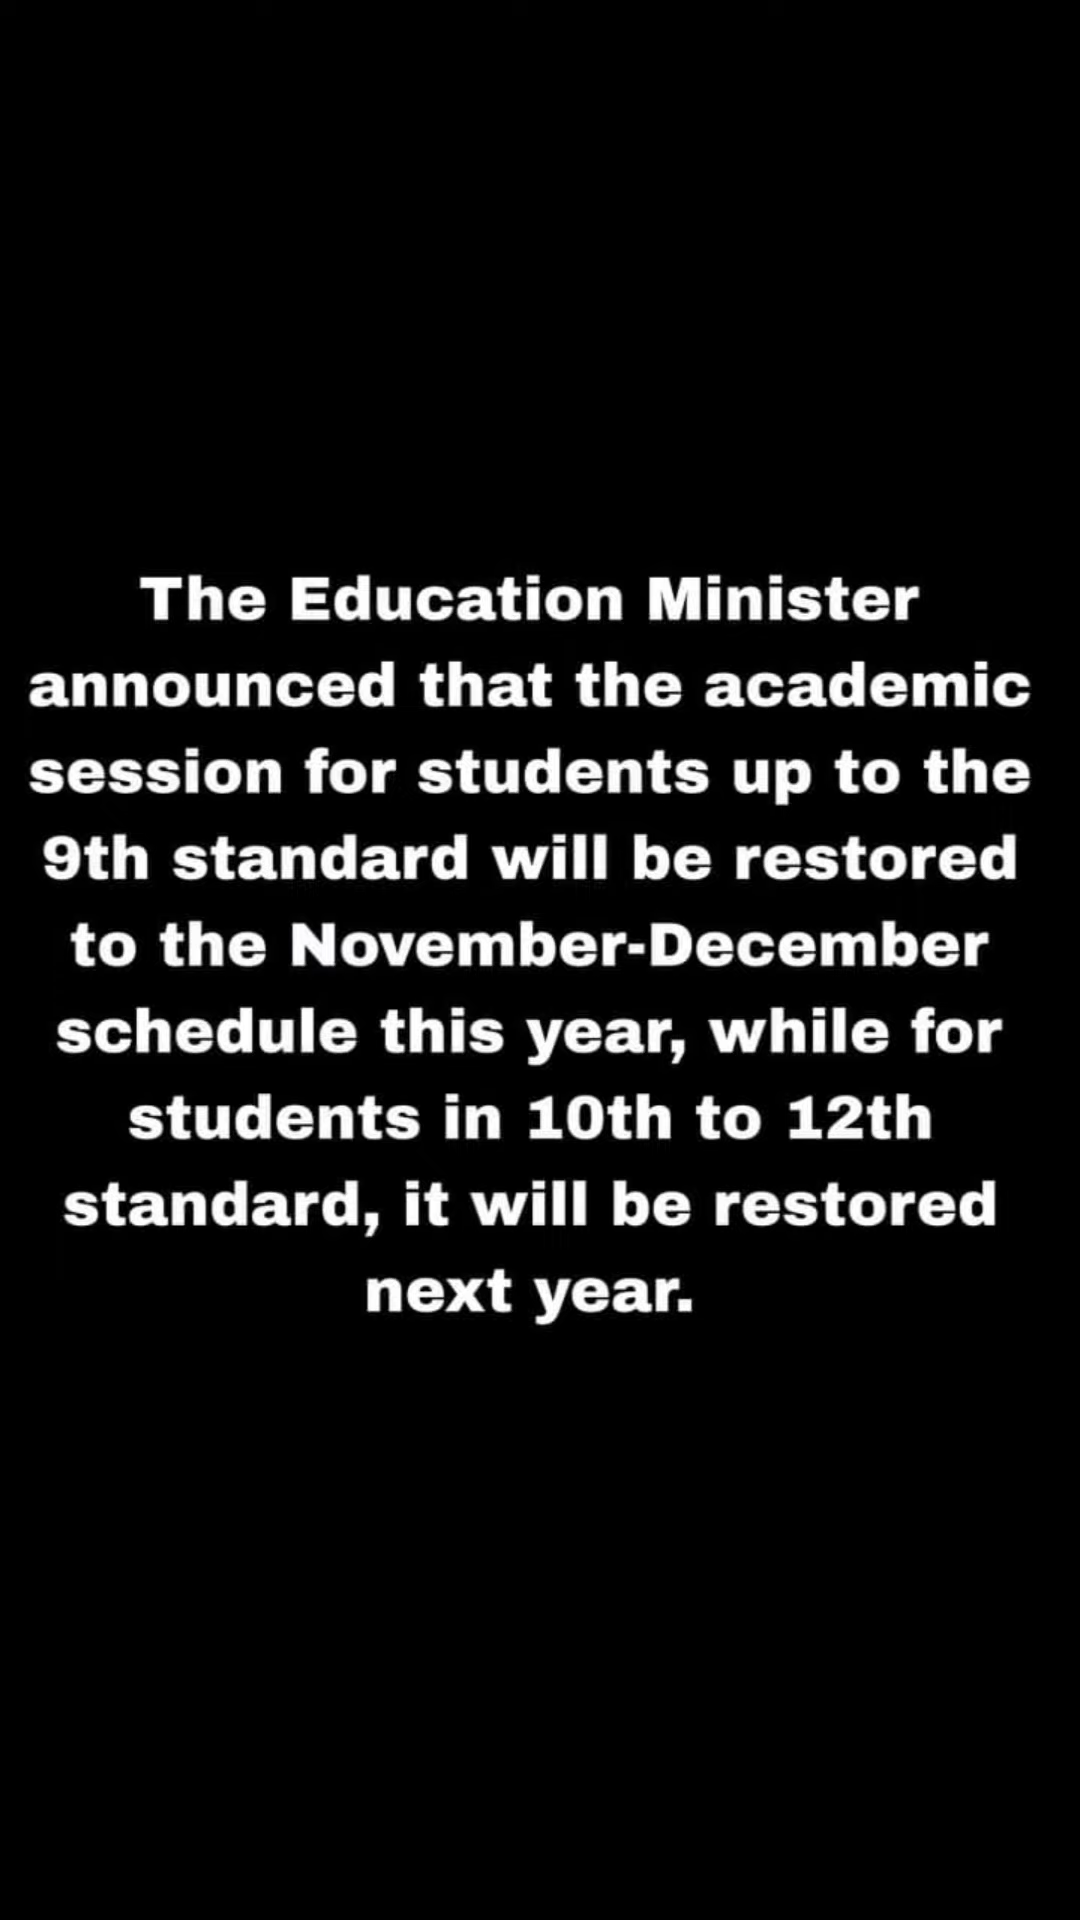 The Education Minister
announced that the academic
session for students up to the
9th standard will be restored
to the November-December
schedule this year, while for
students in 10th to 12th
standard, it will be restored
next year.